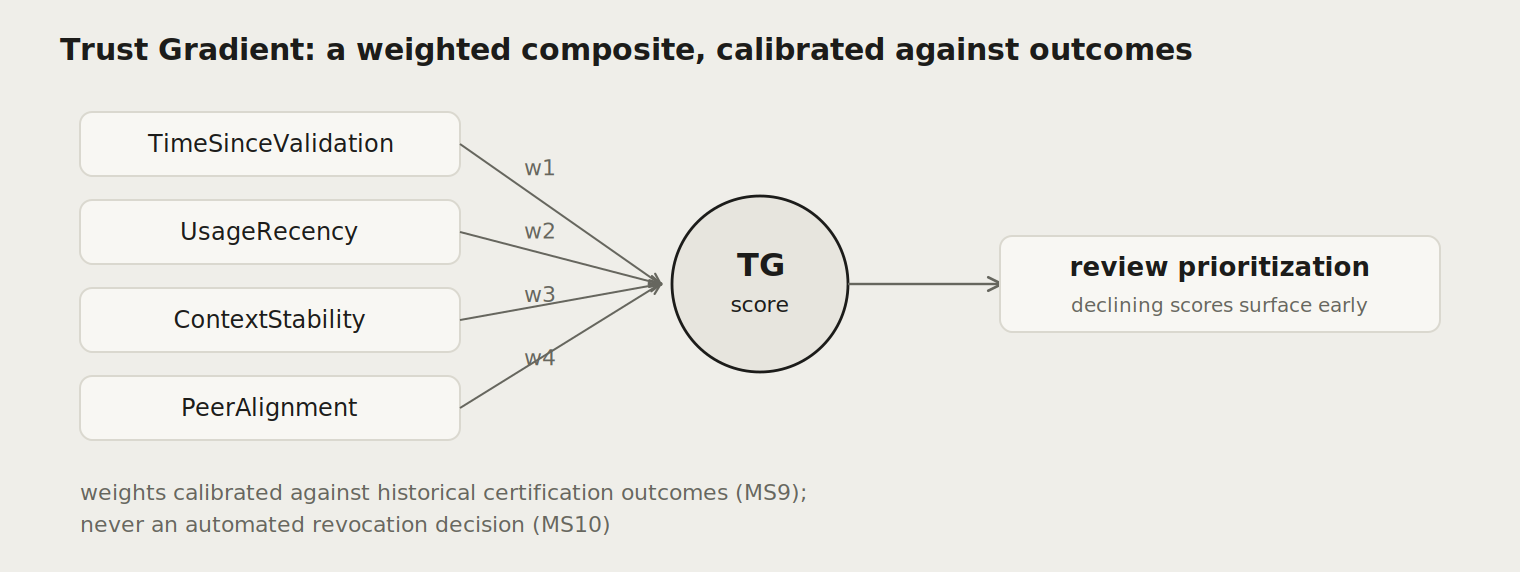 Trust Gradient: a weighted composite, calibrated against outcomes
TimeSinceValidation
w1
UsageRecency
w2
ContextStability
w3
PeerAlignment
w4
TG
score
review prioritization
declining scores surface early
weights calibrated against historical certification outcomes (MS9);
never an automated revocation decision (MS10)